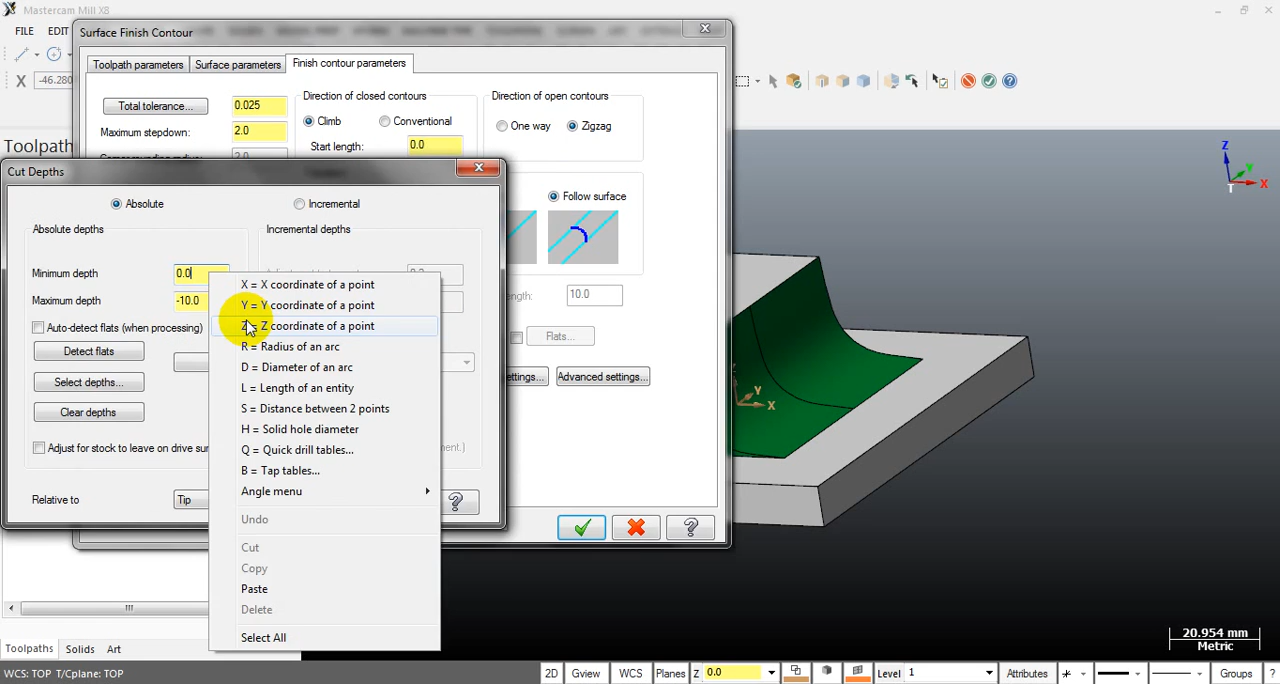 Mastercam Mill X8
FILE EDIT
X -46.280
Toolpath
Surface Finish Contour
Toolpath parameters Surface parameters Finish contour parameters
Total tolerance... 0.025
Maximum stepdown: 2.0
2.0
Direction of closed contours
Climb Conventional
Start length: 0.0
Direction of open contours
One way Zigzag
Follow surface
length: 10.0
Flats...
Advanced settings...
Cut Depths
Absolute Incremental
Absolute depths Incremental depths
Minimum depth 0.0
Maximum depth -10.0
Auto-detect flats (when processing)
Detect flats
Select depths...
Clear depths
Adjust for stock to leave on drive sur
Relative to Tip
X = X coordinate of a point
Y = Y coordinate of a point
Z = Z coordinate of a point
R = Radius of an arc
D = Diameter of an arc
L = Length of an entity
S = Distance between 2 points
H = Solid hole diameter
Q = Quick drill tables...
B = Tap tables...
Angle menu
Undo
Cut
Copy
Paste
Delete
Select All
Z Y X
Y X
20.954 mm
Metric
Toolpaths Solids Art
WCS: TOP T/Cplane: TOP
2D Gview WCS Planes Z 0.0 Level 1 Attributes Groups ?